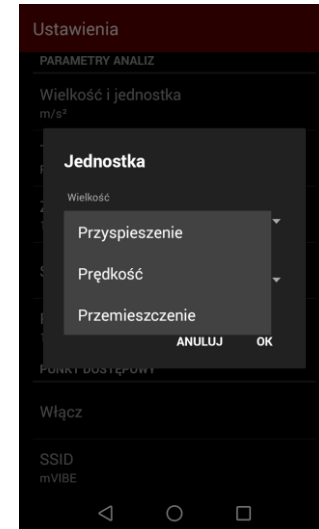 Ustawienia
PARAMETRY ANALIZ
Wielkość i jednostka
m/s²
Jednostka
Wielkość
Przyspieszenie
Prędkość
Przemieszczenie
ANULUJ OK
PUNKT DOSTĘPOWY
Włącz
SSID
mVIBE